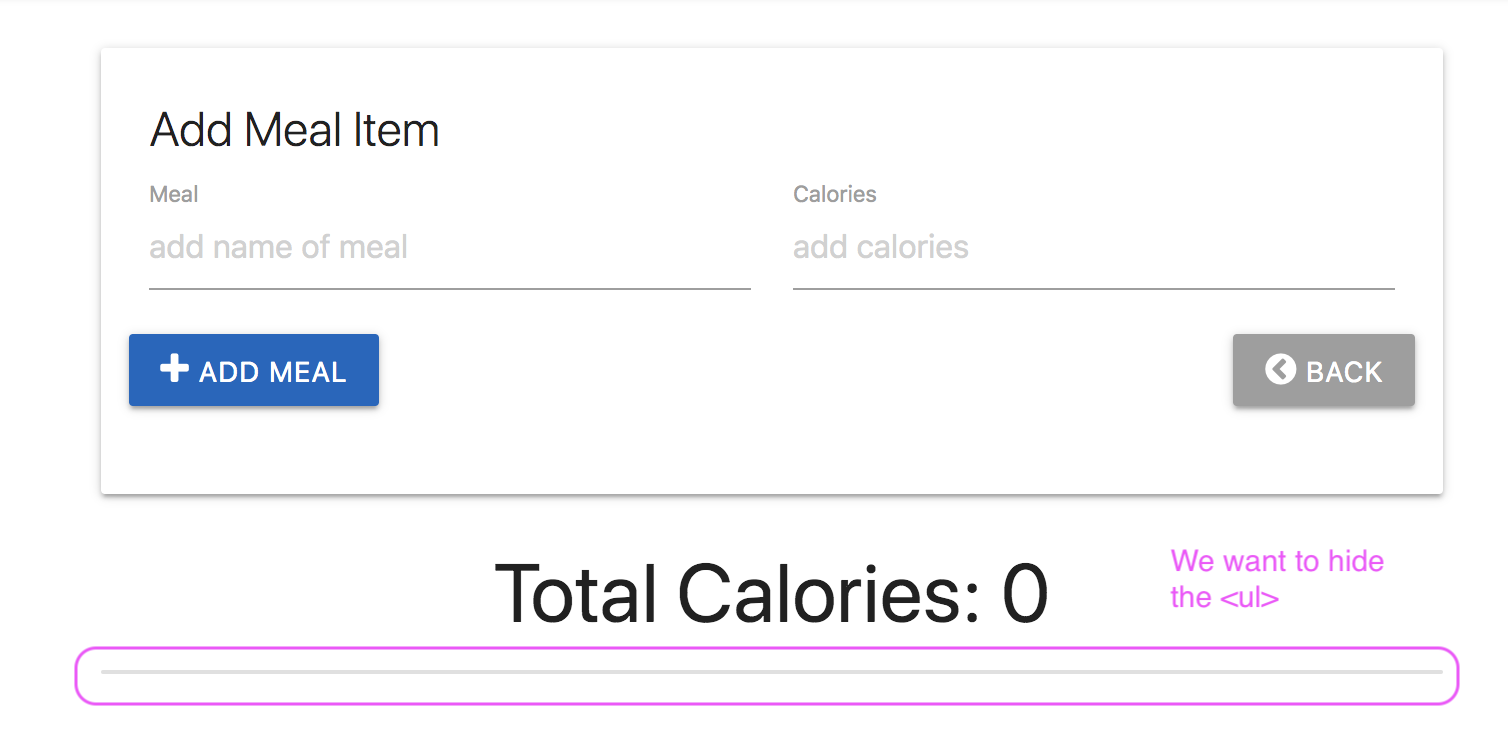 Add Meal Item
Meal
Calories
add name of meal
add calories
ADD MEAL
BACK
Total Calories: 0
We want to hide
the <ul>